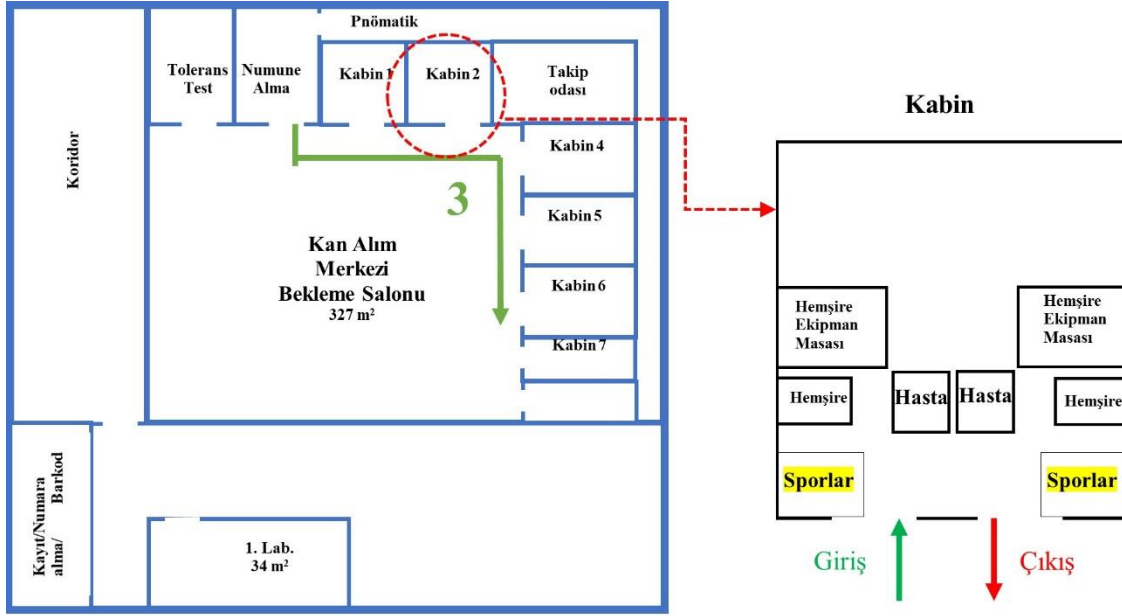 Pnömatik
Tolerans
Test
Numune
Alma
Kabin 1
Kabin 2
Takip
odası
Koridor
Kabin 4
3
Kabin 5
Kan Alım
Merkezi
Bekleme Salonu
327 m²
Kabin 6
Kabin 7
Kayıt/Numara
alma/ Barkod
1. Lab.
34 m²
Kabin
Hemşire
Ekipman
Masası
Hemşire
Ekipman
Masası
Hemşire
Hasta
Hasta
Hemşire
Sporlar
Sporlar
Giriş
Çıkış